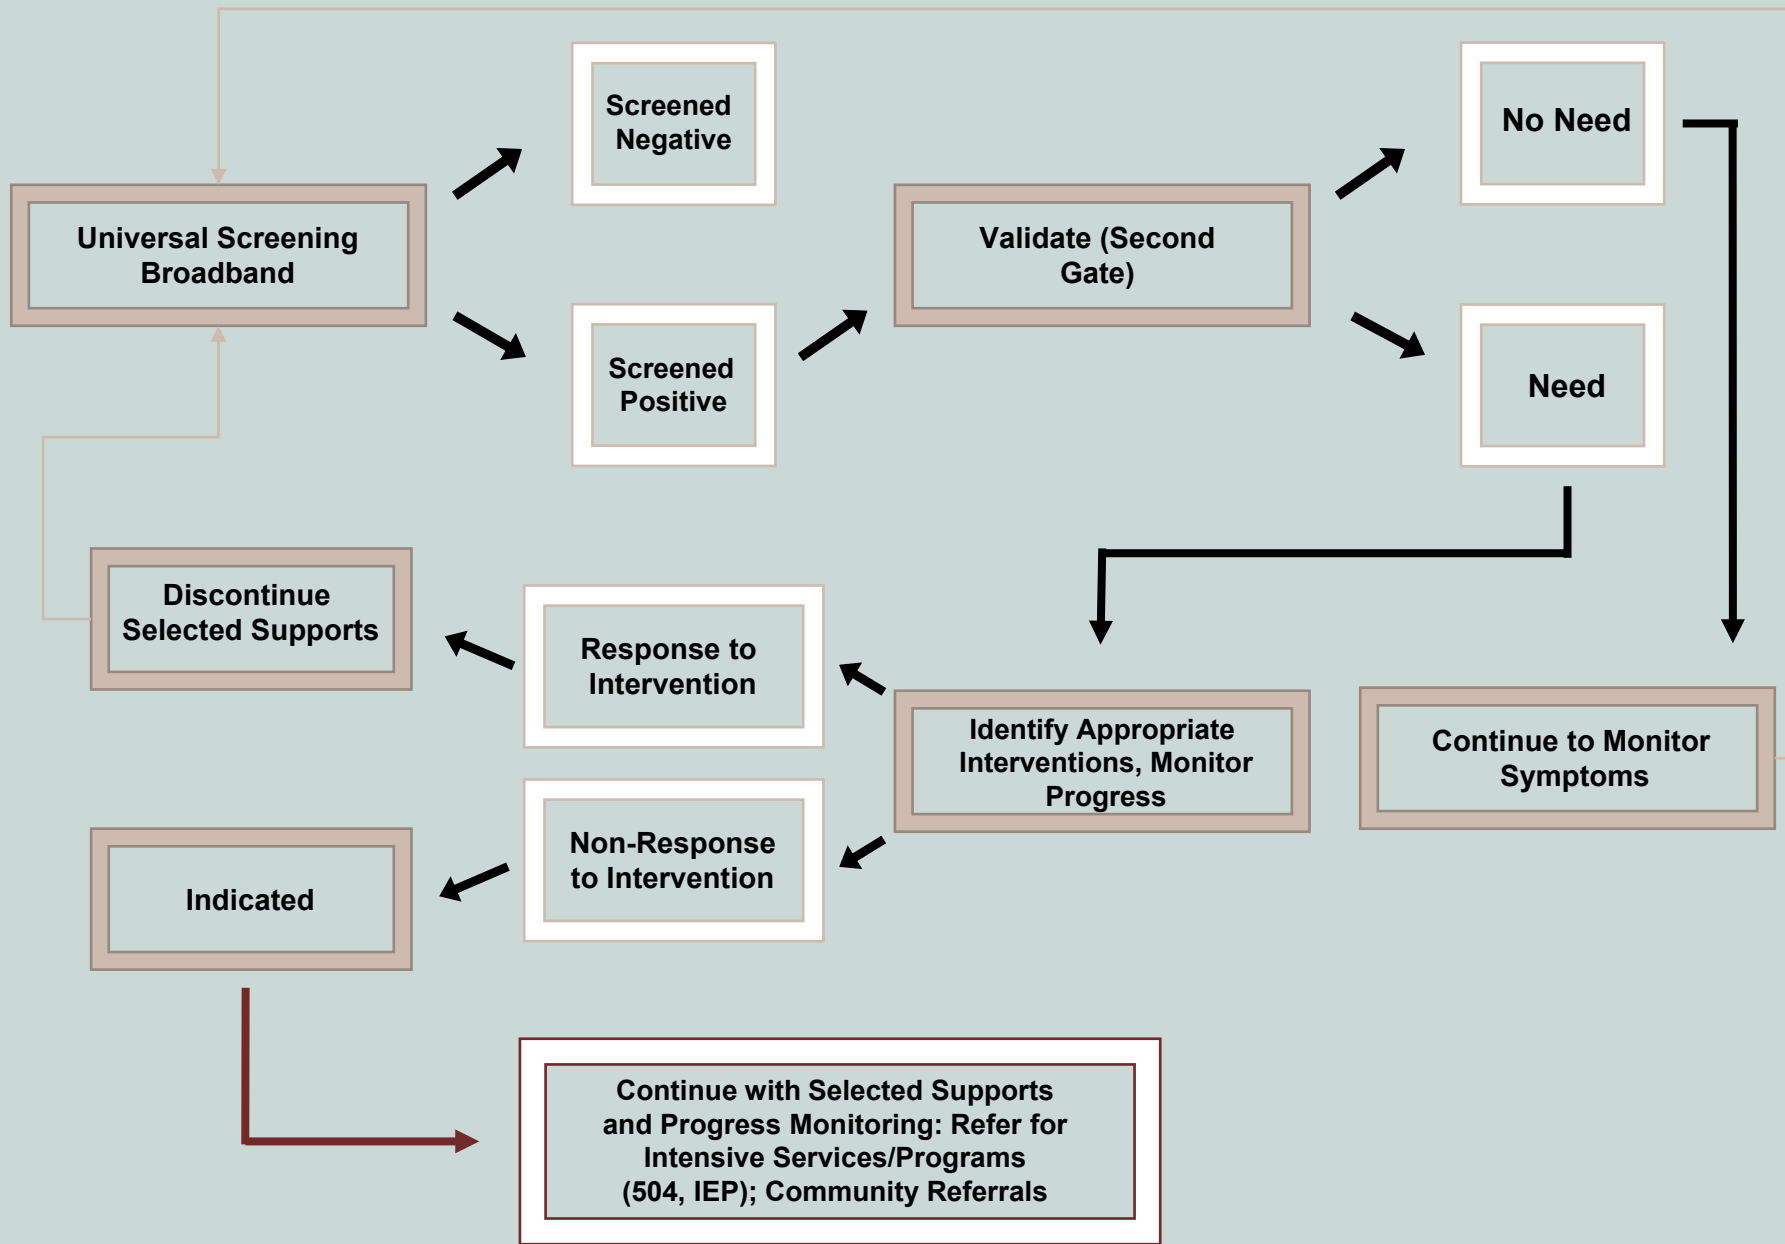 Screened
Negative
No Need
Universal Screening
Broadband
Validate (Second
Gate)
Screened
Positive
Need
Discontinue
Selected Supports
Response to
Intervention
Identify Appropriate
Interventions, Monitor
Progress
Continue to Monitor
Symptoms
Non-Response
to Intervention
Indicated
Continue with Selected Supports
and Progress Monitoring: Refer for
Intensive Services/Programs
(504, IEP); Community Referrals